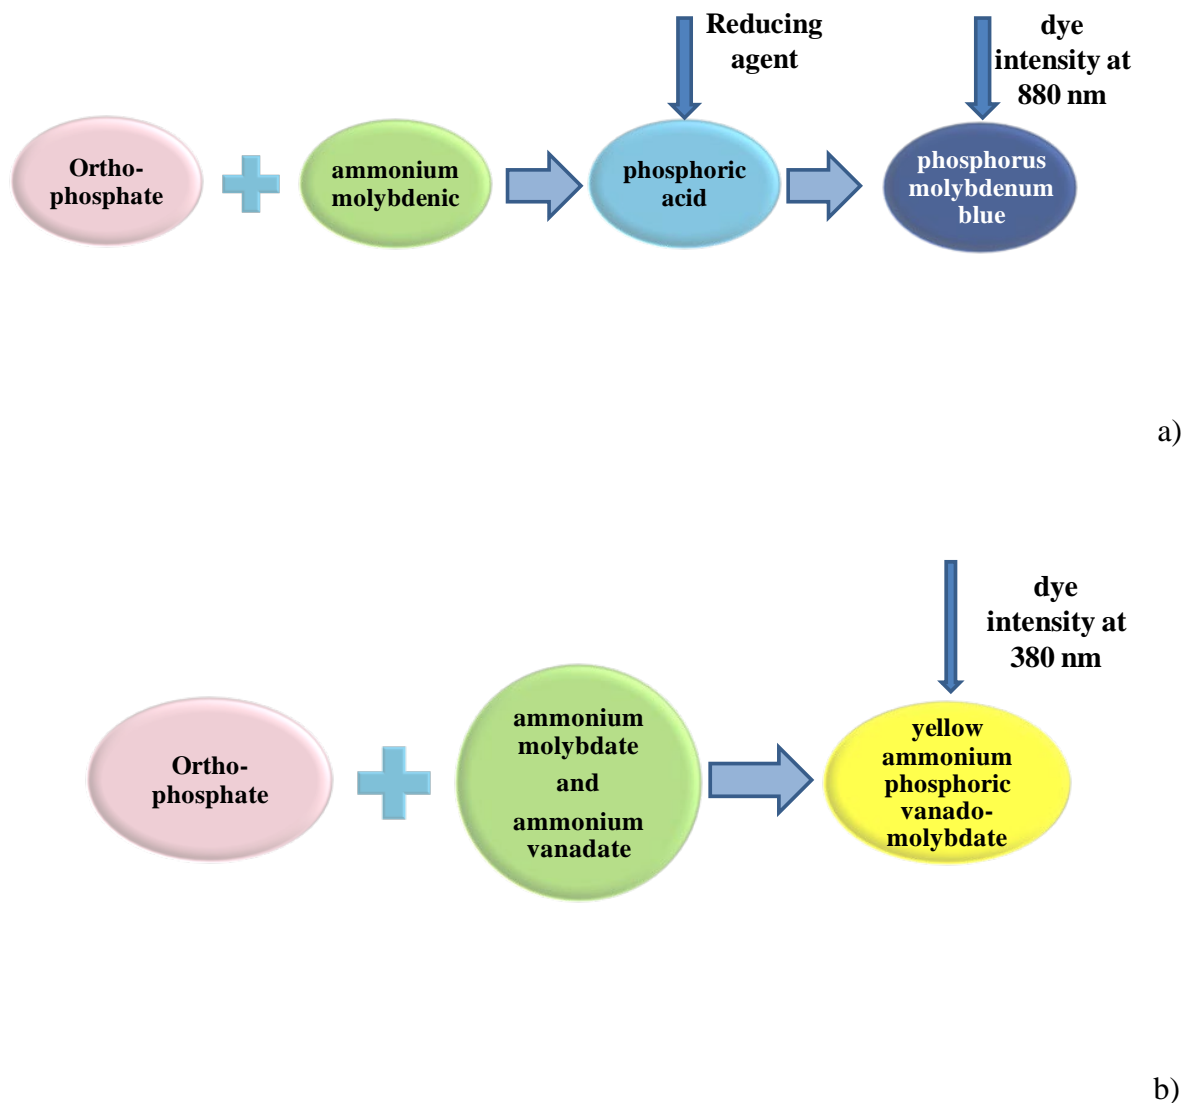 Reducing
agent
dye
intensity at
880 nm
Ortho-
phosphate
ammonium
molybdenic
phosphoric
acid
phosphorus
molybdenum
blue
a)
dye
intensity at
380 nm
Ortho-
phosphate
ammonium
molybdate
and
ammonium
vanadate
yellow
ammonium
phosphoric
vanado-
molybdate
b)